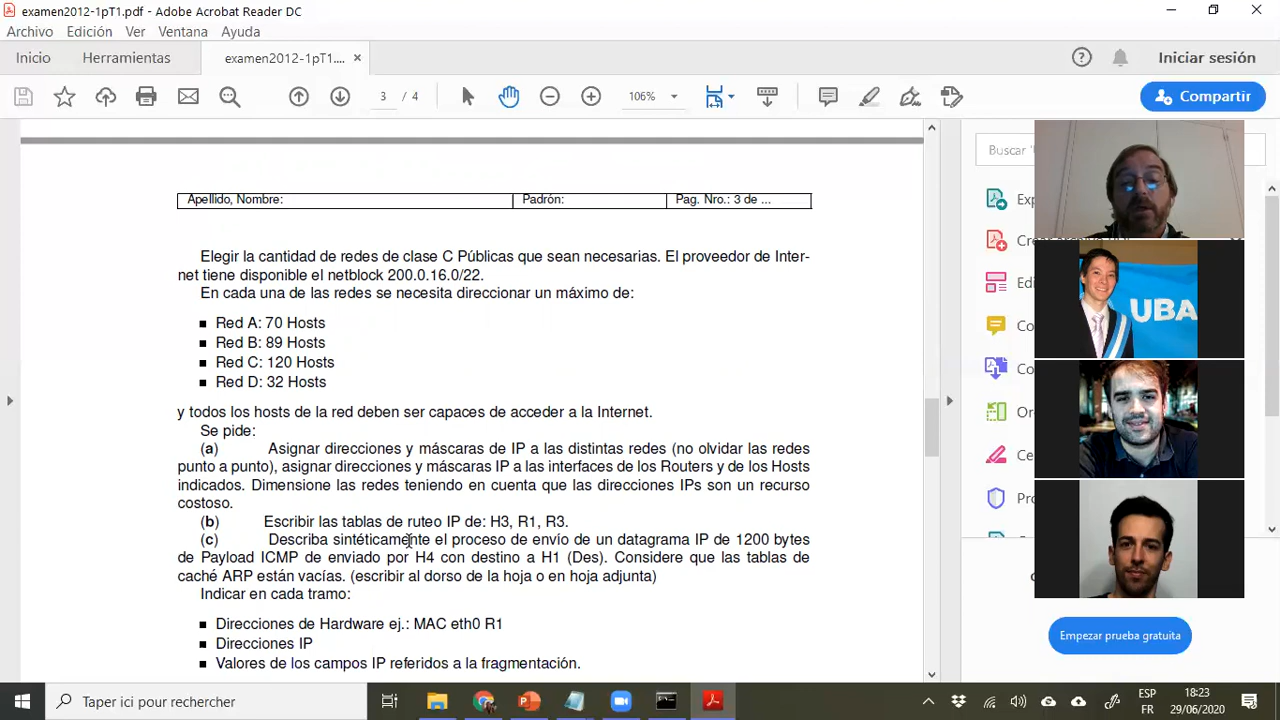 examen2012-1pT1.pdf - Adobe Acrobat Reader DC
Archivo Edición Ver Ventana Ayuda
Inicio Herramientas examen2012-1pT1.... × Iniciar sesión
3 / 4 106% Compartir
Buscar
Apellido, Nombre: Padrón: Pag. Nro.: 3 de ...
Elegir la cantidad de redes de clase C Públicas que sean necesarias. El proveedor de Inter-
net tiene disponible el netblock 200.0.16.0/22.
En cada una de las redes se necesita direccionar un máximo de:
Red A: 70 Hosts
Red B: 89 Hosts
Red C: 120 Hosts
Red D: 32 Hosts
y todos los hosts de la red deben ser capaces de acceder a la Internet.
Se pide:
(a) Asignar direcciones y máscaras de IP a las distintas redes (no olvidar las redes
punto a punto), asignar direcciones y máscaras IP a las interfaces de los Routers y de los Hosts
indicados. Dimensione las redes teniendo en cuenta que las direcciones IPs son un recurso
costoso.
(b) Escribir las tablas de ruteo IP de: H3, R1, R3.
(c) Describa sintéticamente el proceso de envío de un datagrama IP de 1200 bytes
de Payload ICMP de enviado por H4 con destino a H1 (Des). Considere que las tablas de
caché ARP están vacías. (escribir al dorso de la hoja o en hoja adjunta)
Indicar en cada tramo:
Direcciones de Hardware ej.: MAC eth0 R1
Direcciones IP
Valores de los campos IP referidos a la fragmentación.
UBA
Empezar prueba gratuita
Taper ici pour rechercher
ESP
FR
18:23
29/06/2020